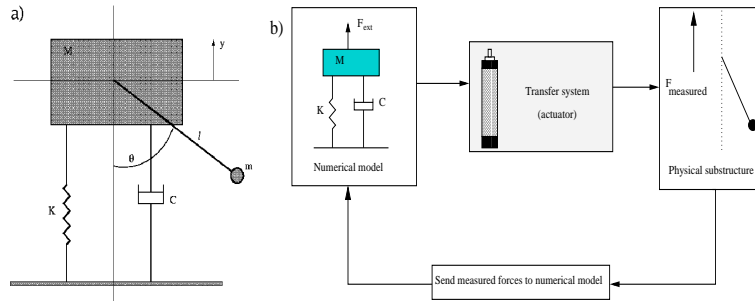 a)
M
y
l
θ
m
K
C
b)
F ext
M
K
C
Numerical model
Transfer system
(actuator)
F measured
Physical substructure
Send measured forces to numerical model